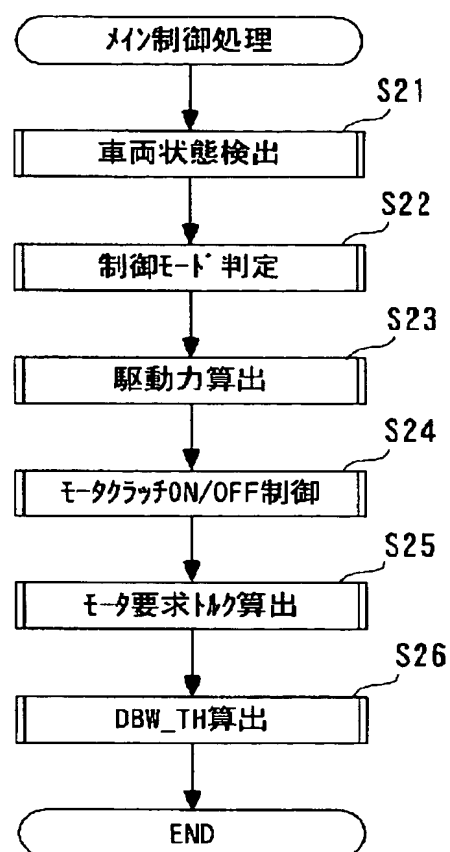 ﾒｲﾝ制御処理
S21
車両状態検出
S22
制御ﾓｰﾄﾞ判定
S23
駆動力算出
S24
ﾓｰﾀｸﾗｯﾁON/OFF制御
S25
ﾓｰﾀ要求ﾄﾙｸ算出
S26
DBW_TH算出
END